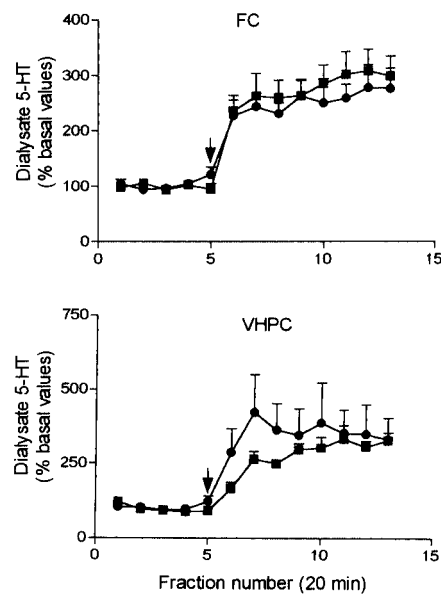 FC
Dialysate 5-HT
(% basal values)
400
300
200
100
0
0
5
10
15
VHPC
Dialysate 5-HT
(% basal values)
750
500
250
0
0
5
10
15
Fraction number (20 min)